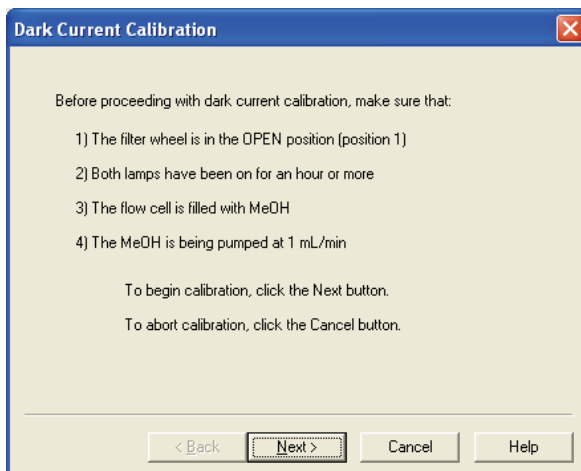 Dark Current Calibration
Before proceeding with dark current calibration, make sure that:
1) The filter wheel is in the OPEN position (position 1)
2) Both lamps have been on for an hour or more
3) The flow cell is filled with MeOH
4) The MeOH is being pumped at 1 mL/min
To begin calibration, click the Next button.
To abort calibration, click the Cancel button.
< Back Next > Cancel Help